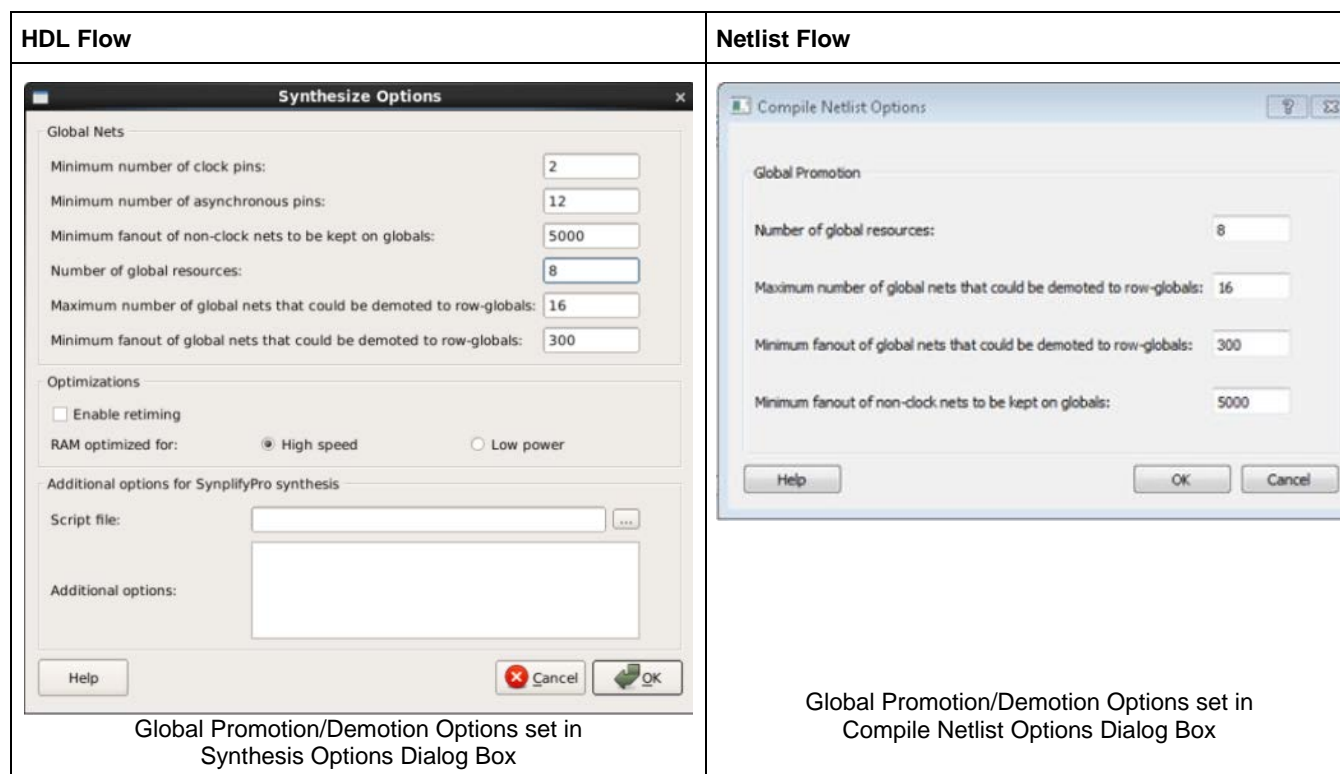 HDL Flow
Netlist Flow
Synthesize Options
Global Nets
Minimum number of clock pins: 2
Minimum number of asynchronous pins: 12
Minimum fanout of non-clock nets to be kept on globals: 5000
Number of global resources: 8
Maximum number of global nets that could be demoted to row-globals: 16
Minimum fanout of global nets that could be demoted to row-globals: 300
Optimizations
Enable retiming
RAM optimized for: High speed Low power
Additional options for SynplifyPro synthesis
Script file: ...
Additional options:
Help Cancel OK
Global Promotion/Demotion Options set in
Synthesis Options Dialog Box
Compile Netlist Options
Global Promotion
Number of global resources: 8
Maximum number of global nets that could be demoted to row-globals: 16
Minimum fanout of global nets that could be demoted to row-globals: 300
Minimum fanout of non-clock nets to be kept on globals: 5000
Help OK Cancel
Global Promotion/Demotion Options set in
Compile Netlist Options Dialog Box